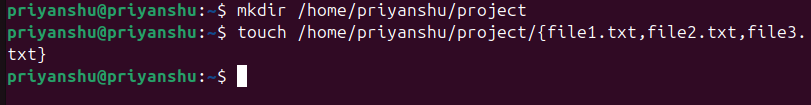 priyanshu@priyanshu:~$ mkdir /home/priyanshu/project
priyanshu@priyanshu:~$ touch /home/priyanshu/project/{file1.txt,file2.txt,file3.
txt}
priyanshu@priyanshu:~$